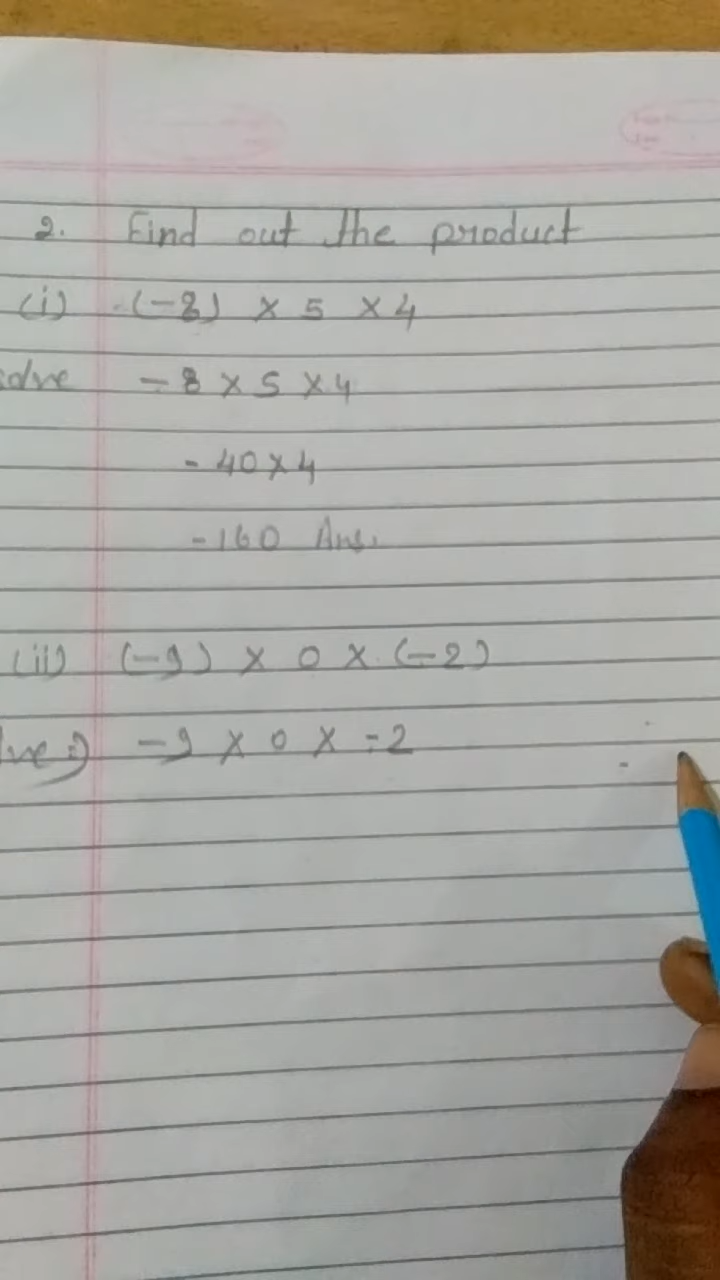 2. Find out the product
(i) (-8) × 5 × 4
solve - 8 × 5 × 4
- 40 × 4
- 160 Ans.
(ii) (-9) × 0 × (-2)
-9 × 0 × -2